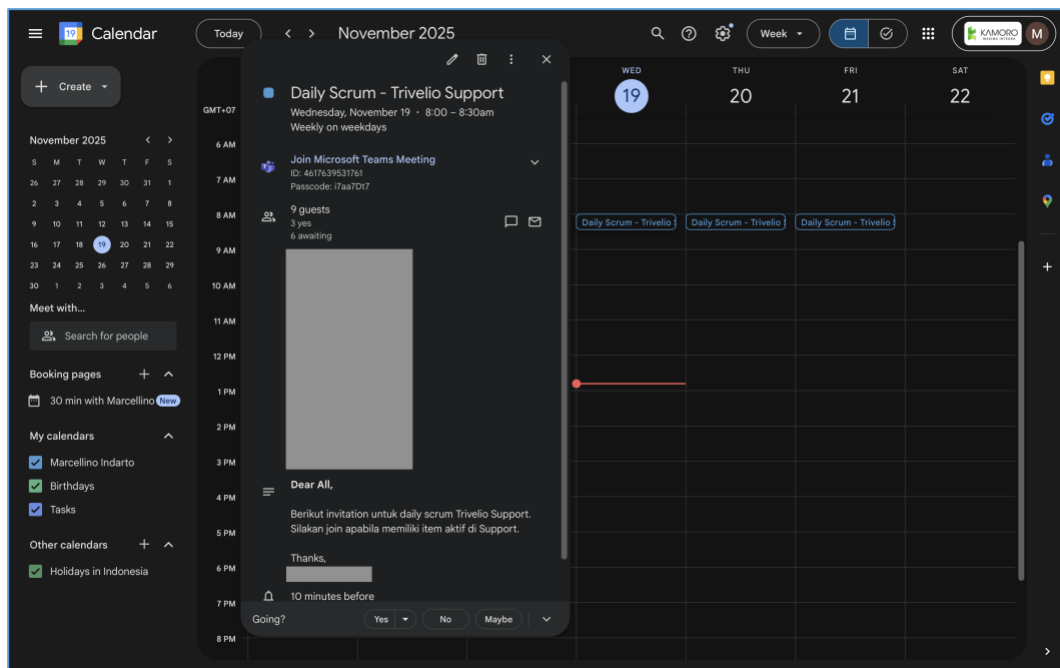 Calendar
Today
November 2025
Week
KAMORO
M
Create
November 2025
S M T W T F S
26 27 28 29 30 31 1
2 3 4 5 6 7 8
9 10 11 12 13 14 15
16 17 18 19 20 21 22
23 24 25 26 27 28 29
30 1 2 3 4 5 6
Meet with...
Search for people
Booking pages
30 min with Marcellino New
My calendars
Marcellino Indarto
Birthdays
Tasks
Other calendars
Holidays in Indonesia
GMT+07
6 AM
7 AM
8 AM
9 AM
10 AM
11 AM
12 PM
1 PM
2 PM
3 PM
4 PM
5 PM
6 PM
7 PM
8 PM
Daily Scrum - Trivelio Support
Wednesday, November 19 • 8:00 – 8:30am
Weekly on weekdays
Join Microsoft Teams Meeting
ID: 4617639531761
Passcode: i7aa7Dt7
9 guests
3 yes
6 awaiting
Dear All,
Berikut invitation untuk daily scrum Trivelio Support.
Silakan join apabila memiliki item aktif di Support.
Thanks,
10 minutes before
Going?
Yes
No
Maybe
WED THU FRI SAT
19 20 21 22
Daily Scrum - Trivelio
Daily Scrum - Trivelio
Daily Scrum - Trivelio